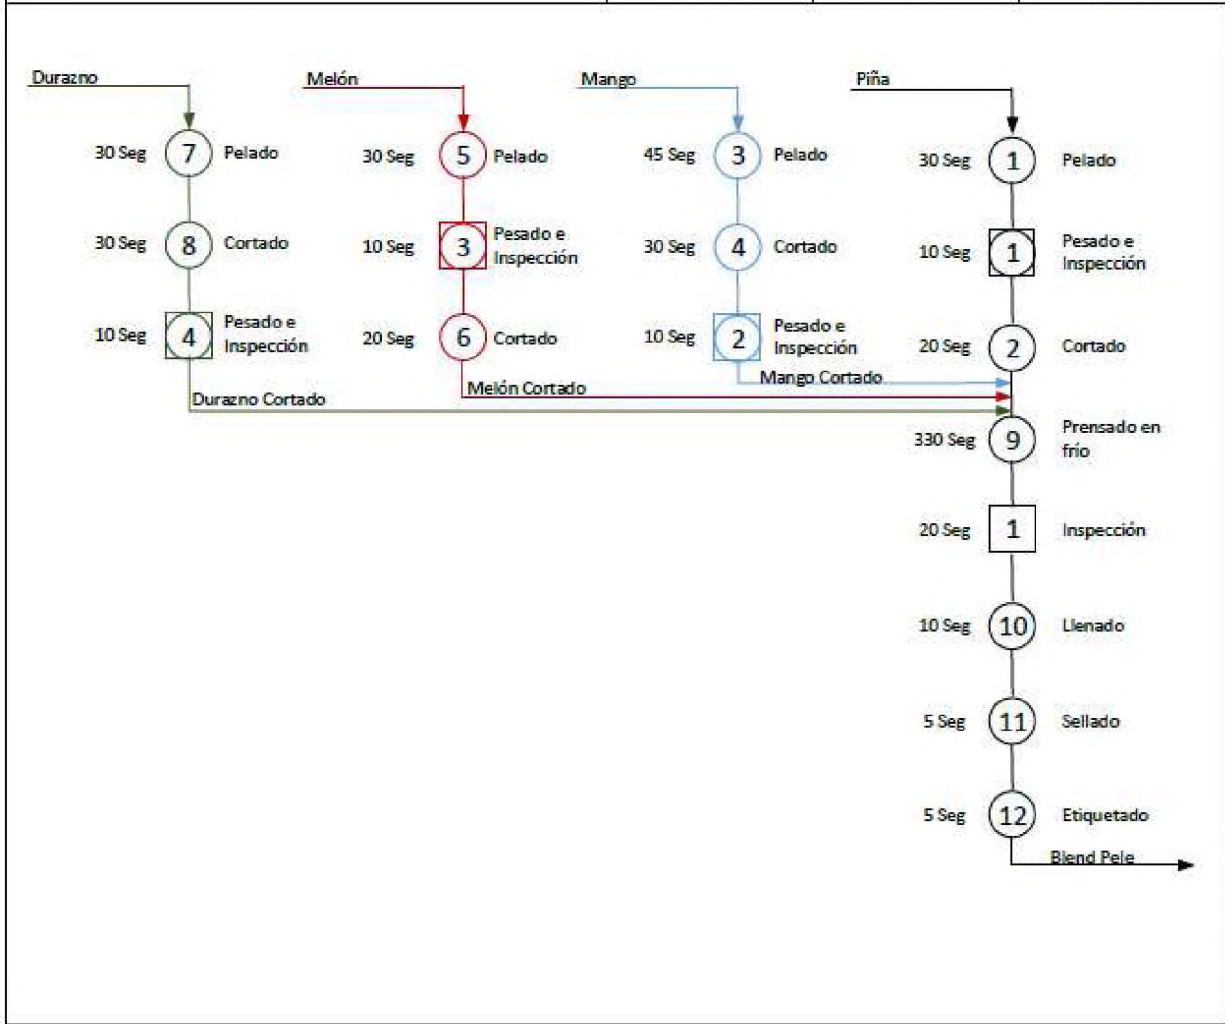 Durazno
30 Seg 7 Pelado
30 Seg 8 Cortado
10 Seg 4 Pesado e
Inspección
Durazno Cortado
Melón
30 Seg 5 Pelado
10 Seg 3 Pesado e
Inspección
20 Seg 6 Cortado
Melón Cortado
Mango
45 Seg 3 Pelado
30 Seg 4 Cortado
10 Seg 2 Pesado e
Inspección
Mango Cortado
Piña
30 Seg 1 Pelado
10 Seg 1 Pesado e
Inspección
20 Seg 2 Cortado
330 Seg 9 Prensado en
frío
20 Seg 1 Inspección
10 Seg 10 Llenado
5 Seg 11 Sellado
5 Seg 12 Etiquetado
Blend Pele